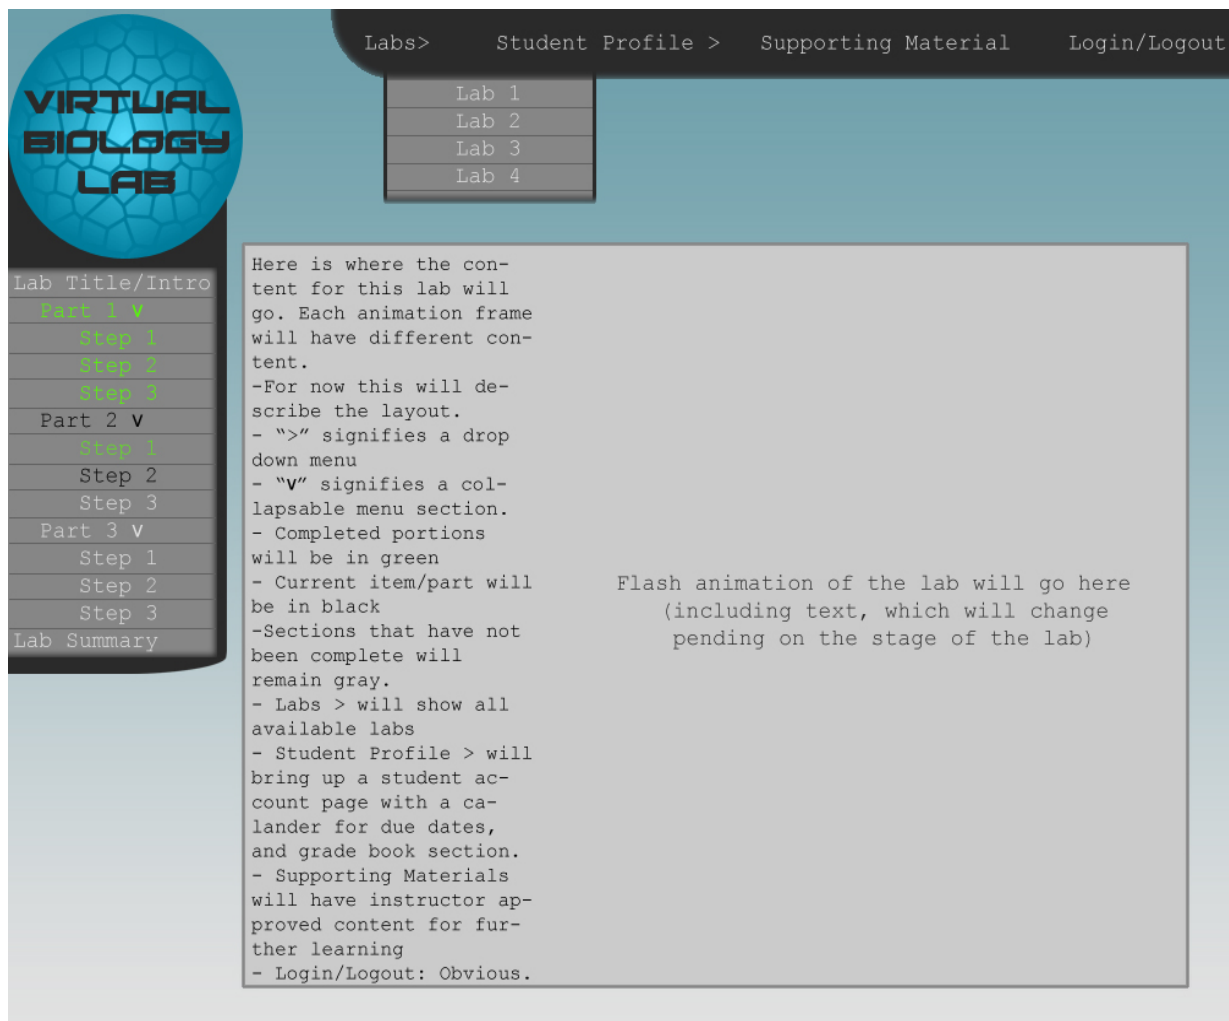 Labs>
Student Profile >
Supporting Material
Login/Logout
VIRTUAL
BIOLOGY
LAB
Lab 1
Lab 2
Lab 3
Lab 4
Lab Title/Intro
Part 1 V
Step 1
Step 2
Step 3
Part 2 V
Step 1
Step 2
Step 3
Part 3 V
Step 1
Step 2
Step 3
Lab Summary
Here is where the con-
tent for this lab will
go. Each animation frame
will have different con-
tent.
-For now this will de-
scribe the layout.
- “>” signifies a drop
down menu
- “V” signifies a col-
lapsable menu section.
- Completed portions
will be in green
- Current item/part will
be in black
-Sections that have not
been complete will
remain gray.
- Labs > will show all
available labs
- Student Profile > will
bring up a student ac-
count page with a ca-
lander for due dates,
and grade book section.
- Supporting Materials
will have instructor ap-
proved content for fur-
ther learning
- Login/Logout: Obvious.
Flash animation of the lab will go here
(including text, which will change
pending on the stage of the lab)